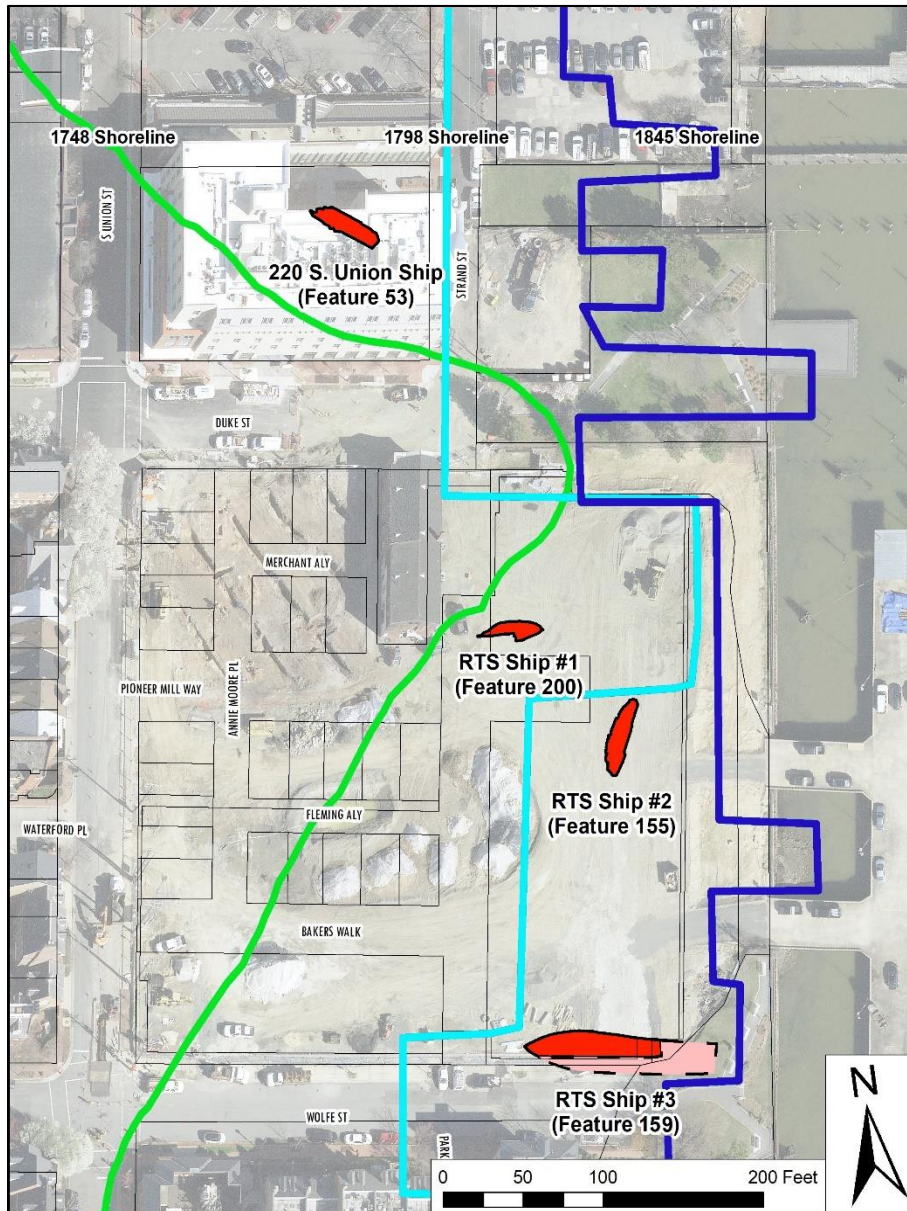 1748 Shoreline
1798 Shoreline
1845 Shoreline
S UNION ST
STRAND ST
220 S. Union Ship
(Feature 53)
DUKE ST
MERCHANT ALY
RTS Ship #1
(Feature 200)
PIONEER MILL WAY
ANNIE MOORE PL
RTS Ship #2
(Feature 155)
FLEMING ALY
WATERFORD PL
BAKERS WALK
RTS Ship #3
(Feature 159)
WOLFE ST
PARK
N
0 50 100 200 Feet